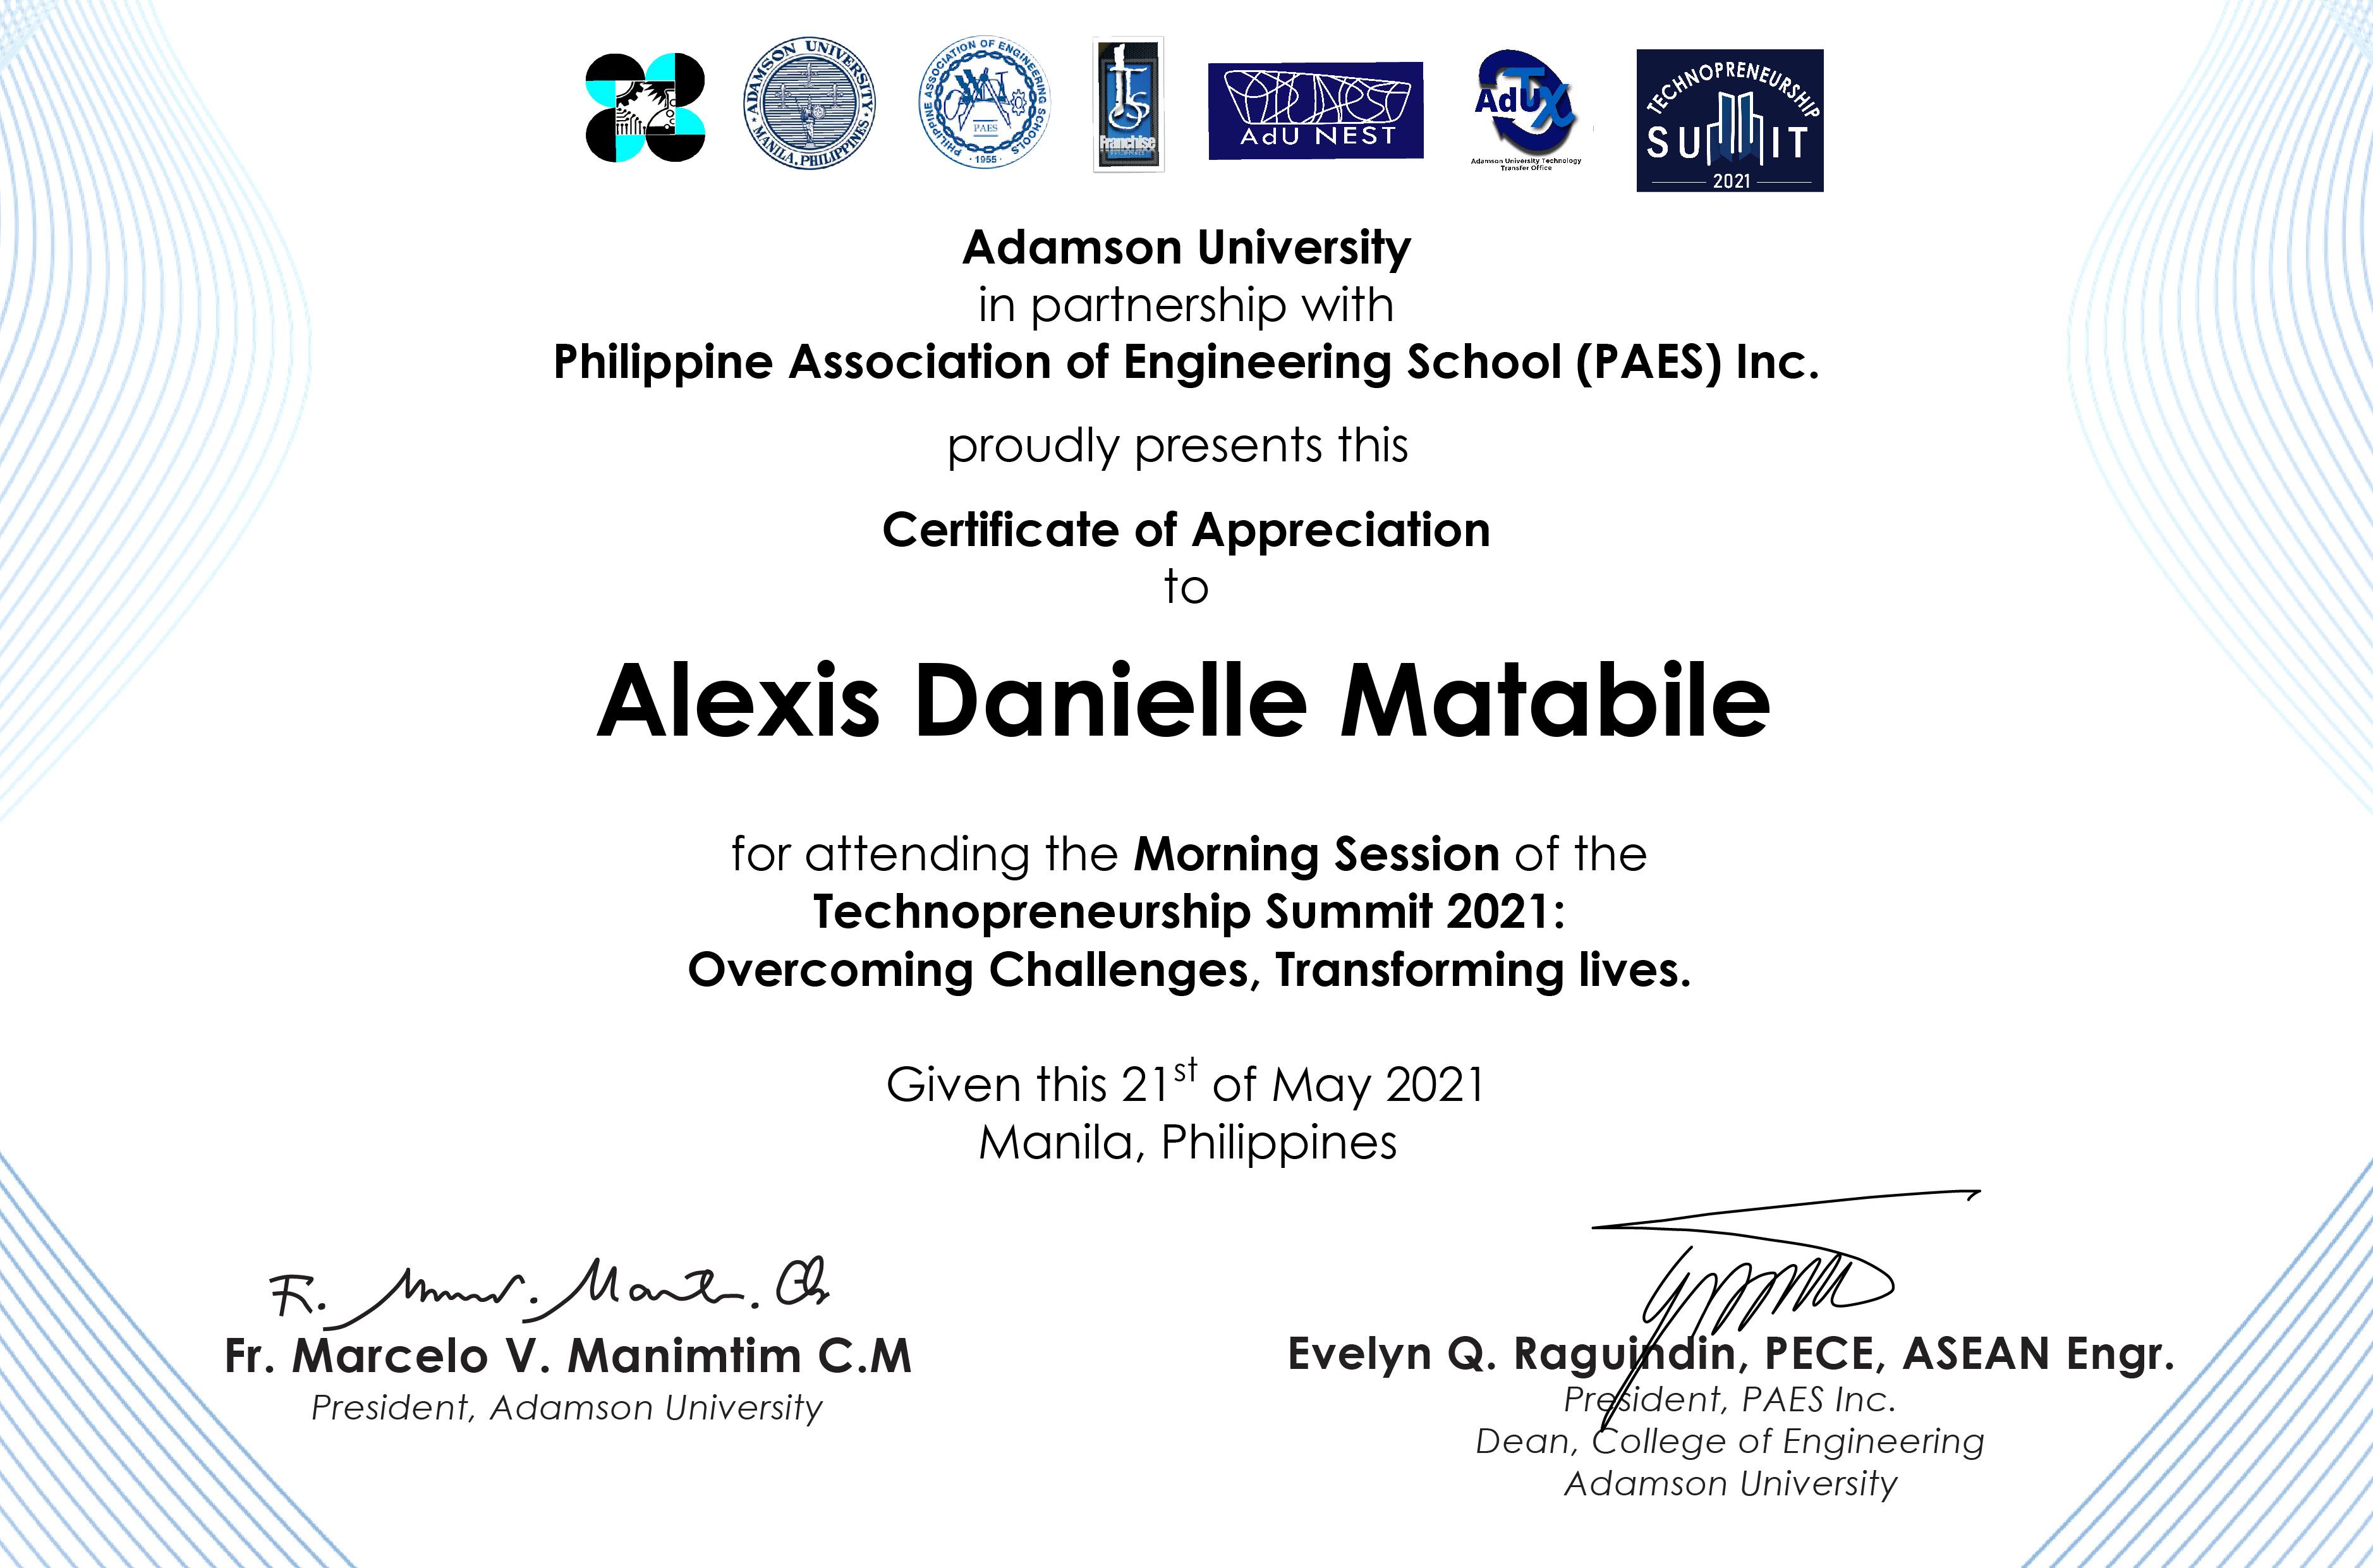 ADAMSON UNIVERSITY
MANILA, PHILIPPINES
PHILIPPINE ASSOCIATION OF ENGINEERING SCHOOLS
PAES
1955
Franchise
AdU NEST
AdUTX
Adamson University Technology
Transfer Office
TECHNOPRENEURSHIP
SUMMIT
2021
Adamson University
in partnership with
Philippine Association of Engineering School (PAES) Inc.
proudly presents this
Certificate of Appreciation
to
Alexis Danielle Matabile
for attending the Morning Session of the
Technopreneurship Summit 2021:
Overcoming Challenges, Transforming lives.
Given this 21st of May 2021
Manila, Philippines
Fr. Marcelo V. Manimtim C.M
President, Adamson University
Evelyn Q. Raguindin, PECE, ASEAN Engr.
President, PAES Inc.
Dean, College of Engineering
Adamson University